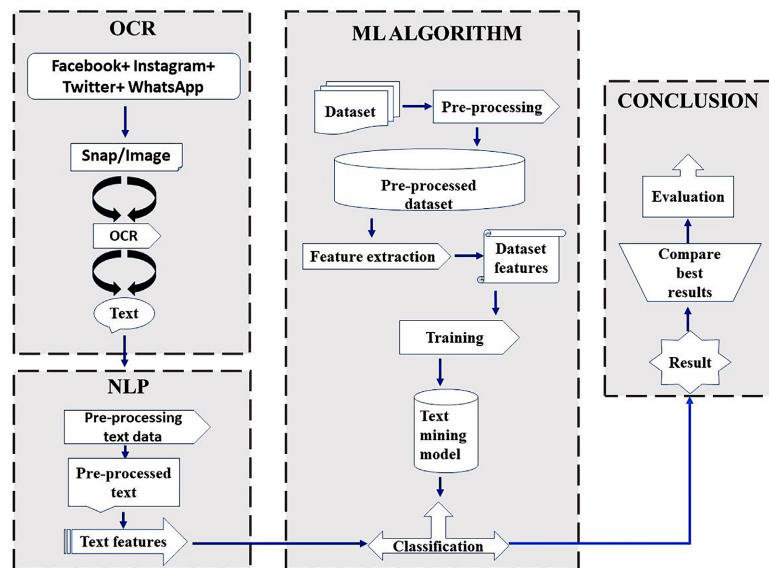 OCR
Facebook+ Instagram+
Twitter+ WhatsApp
Snap/Image
OCR
Text
NLP
Pre-processing
text data
Pre-processed
text
Text features
ML ALGORITHM
Dataset
Pre-processing
Pre-processed
dataset
Feature extraction
Dataset
features
Training
Text
mining
model
Classification
CONCLUSION
Evaluation
Compare
best
results
Result